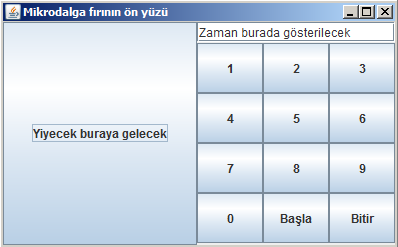 Mikrodalga fırının ön yüzü
Yiyecek buraya gelecek
Zaman burada gösterilecek
1 2 3
4 5 6
7 8 9
0 Başla Bitir